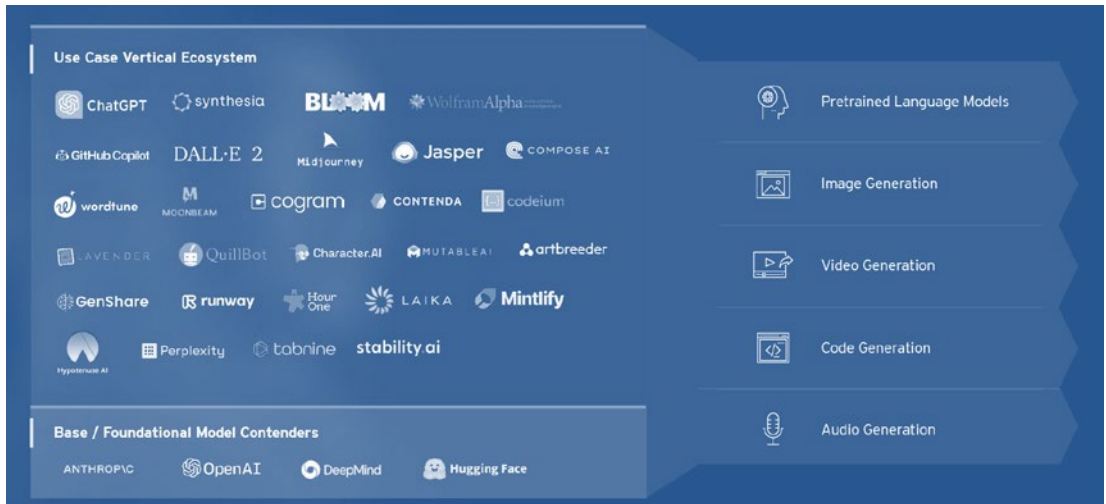 Use Case Vertical Ecosystem
ChatGPT synthesia BLOOM WolframAlpha
GitHub Copilot DALL·E 2 Midjourney Jasper COMPOSE AI
wordtune MOONBEAM cogram CONTENDA codeium
LAVENDER QuillBot Character.AI MUTABLEAI artbreeder
GenShare runway Hour One LAIKA Mintlify
Hypotenuse AI Perplexity tabnine stability.ai
Base / Foundational Model Contenders
ANTHROP\C OpenAI DeepMind Hugging Face
Pretrained Language Models
Image Generation
Video Generation
Code Generation
Audio Generation